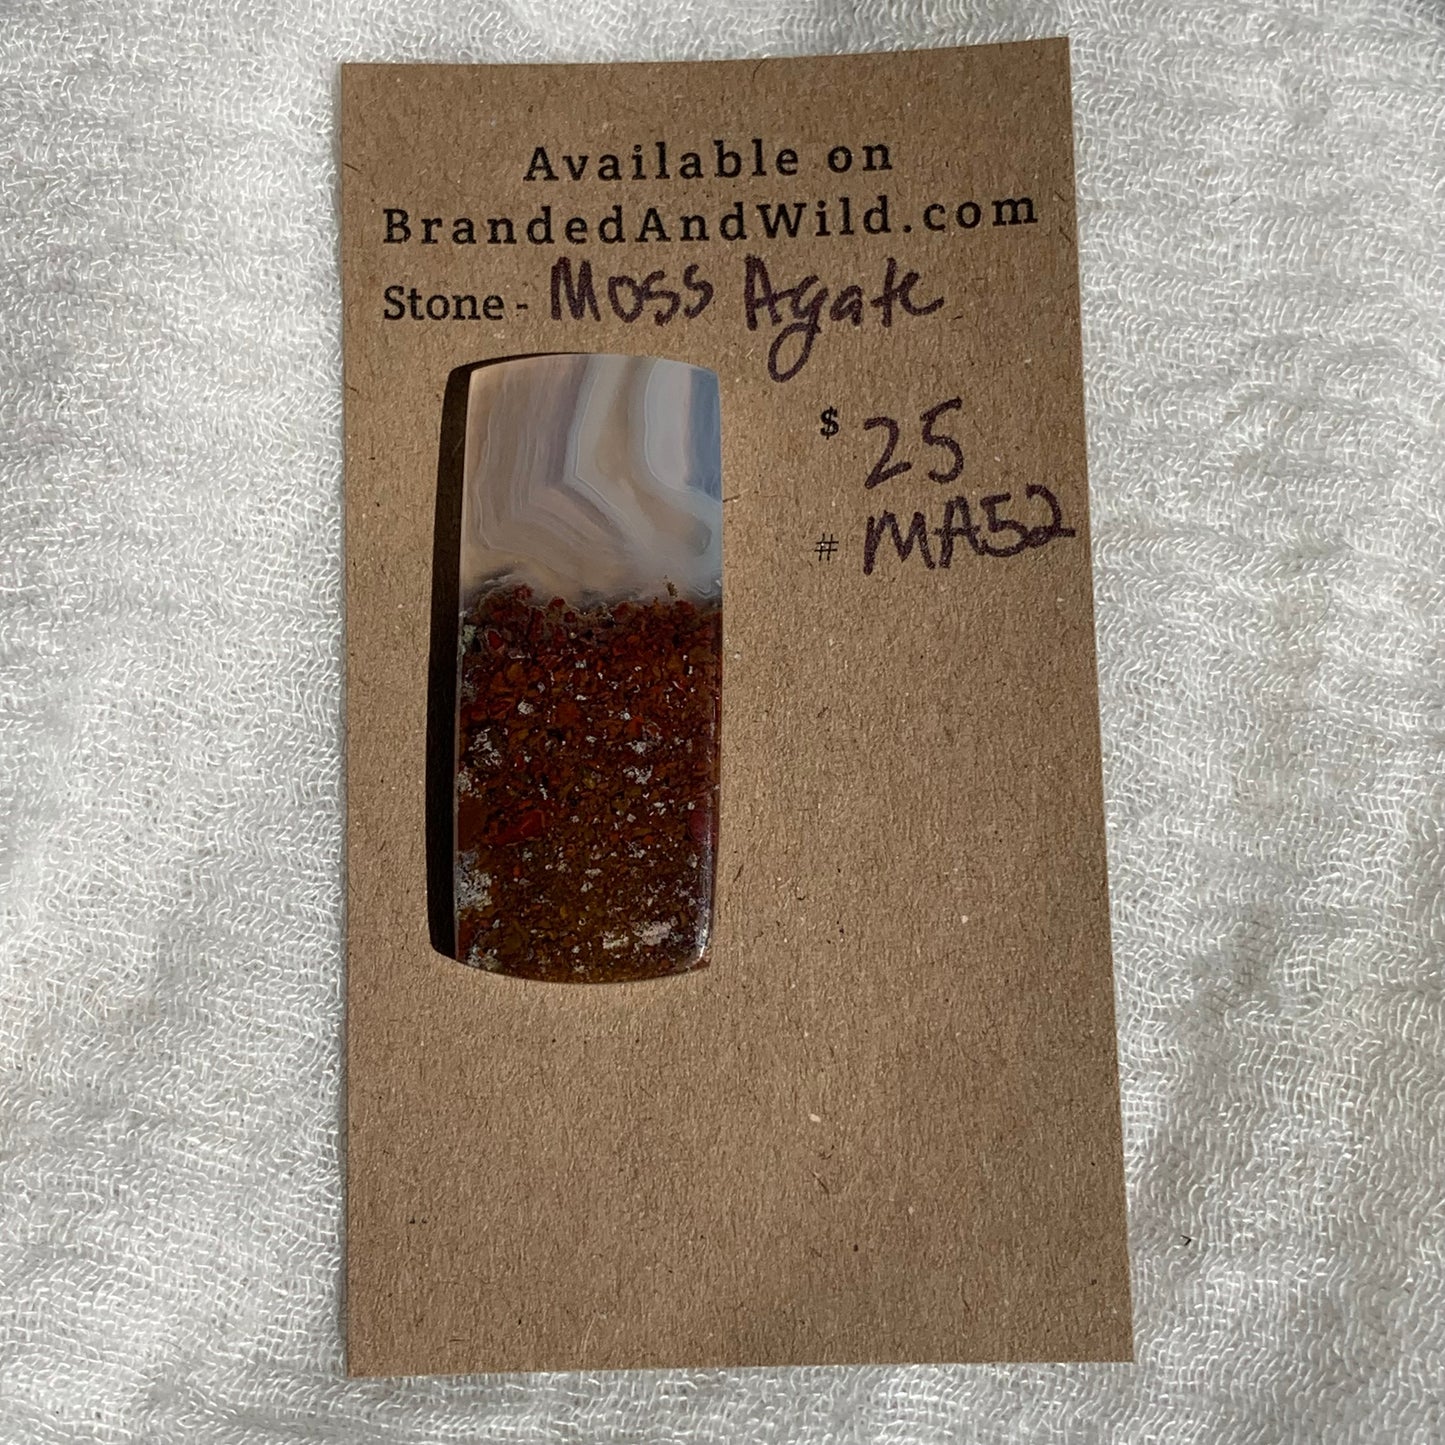 Available on
BrandedAndWild.com
Stone - Moss Agate
$ 25
# MA52